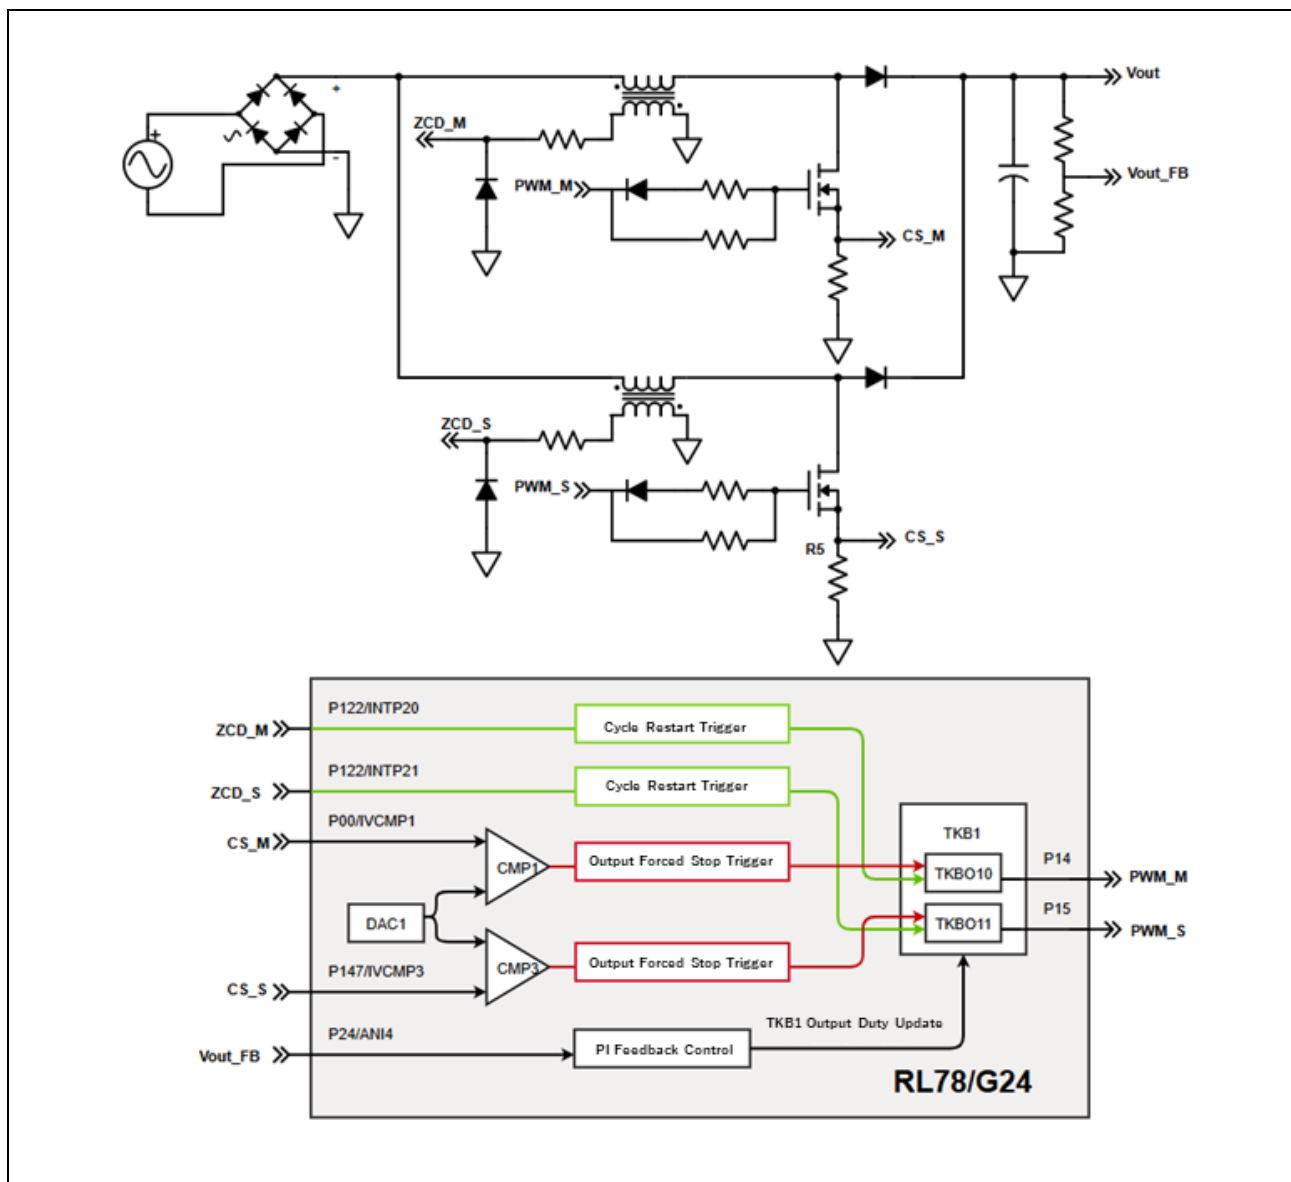 +
-
+
Vout
ZCD_M
Vout_FB
PWM_M
CS_M
ZCD_S
PWM_S
CS_S
R5
P122/INTP20
Cycle Restart Trigger
ZCD_M
P122/INTP21
Cycle Restart Trigger
ZCD_S
P00/IVCMP1
CS_M
TKB1
CMP1
Output Forced Stop Trigger
P14
TKBO10
PWM_M
DAC1
P15
TKBO11
PWM_S
CMP3
Output Forced Stop Trigger
P147/IVCMP3
CS_S
TKB1 Output Duty Update
P24/ANI4
Vout_FB
PI Feedback Control
RL78/G24